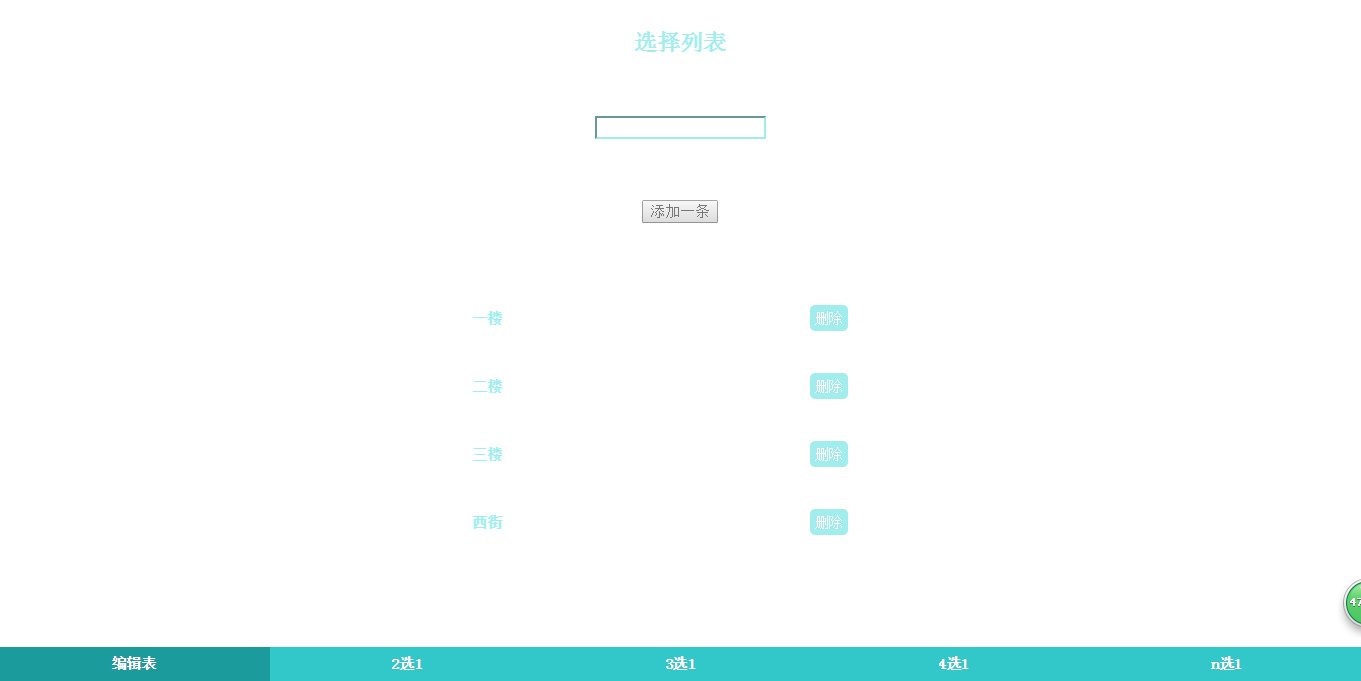 选择列表
添加一条
一楼 删除
二楼 删除
三楼 删除
西街 删除
47
编辑表 2选1 3选1 4选1 n选1